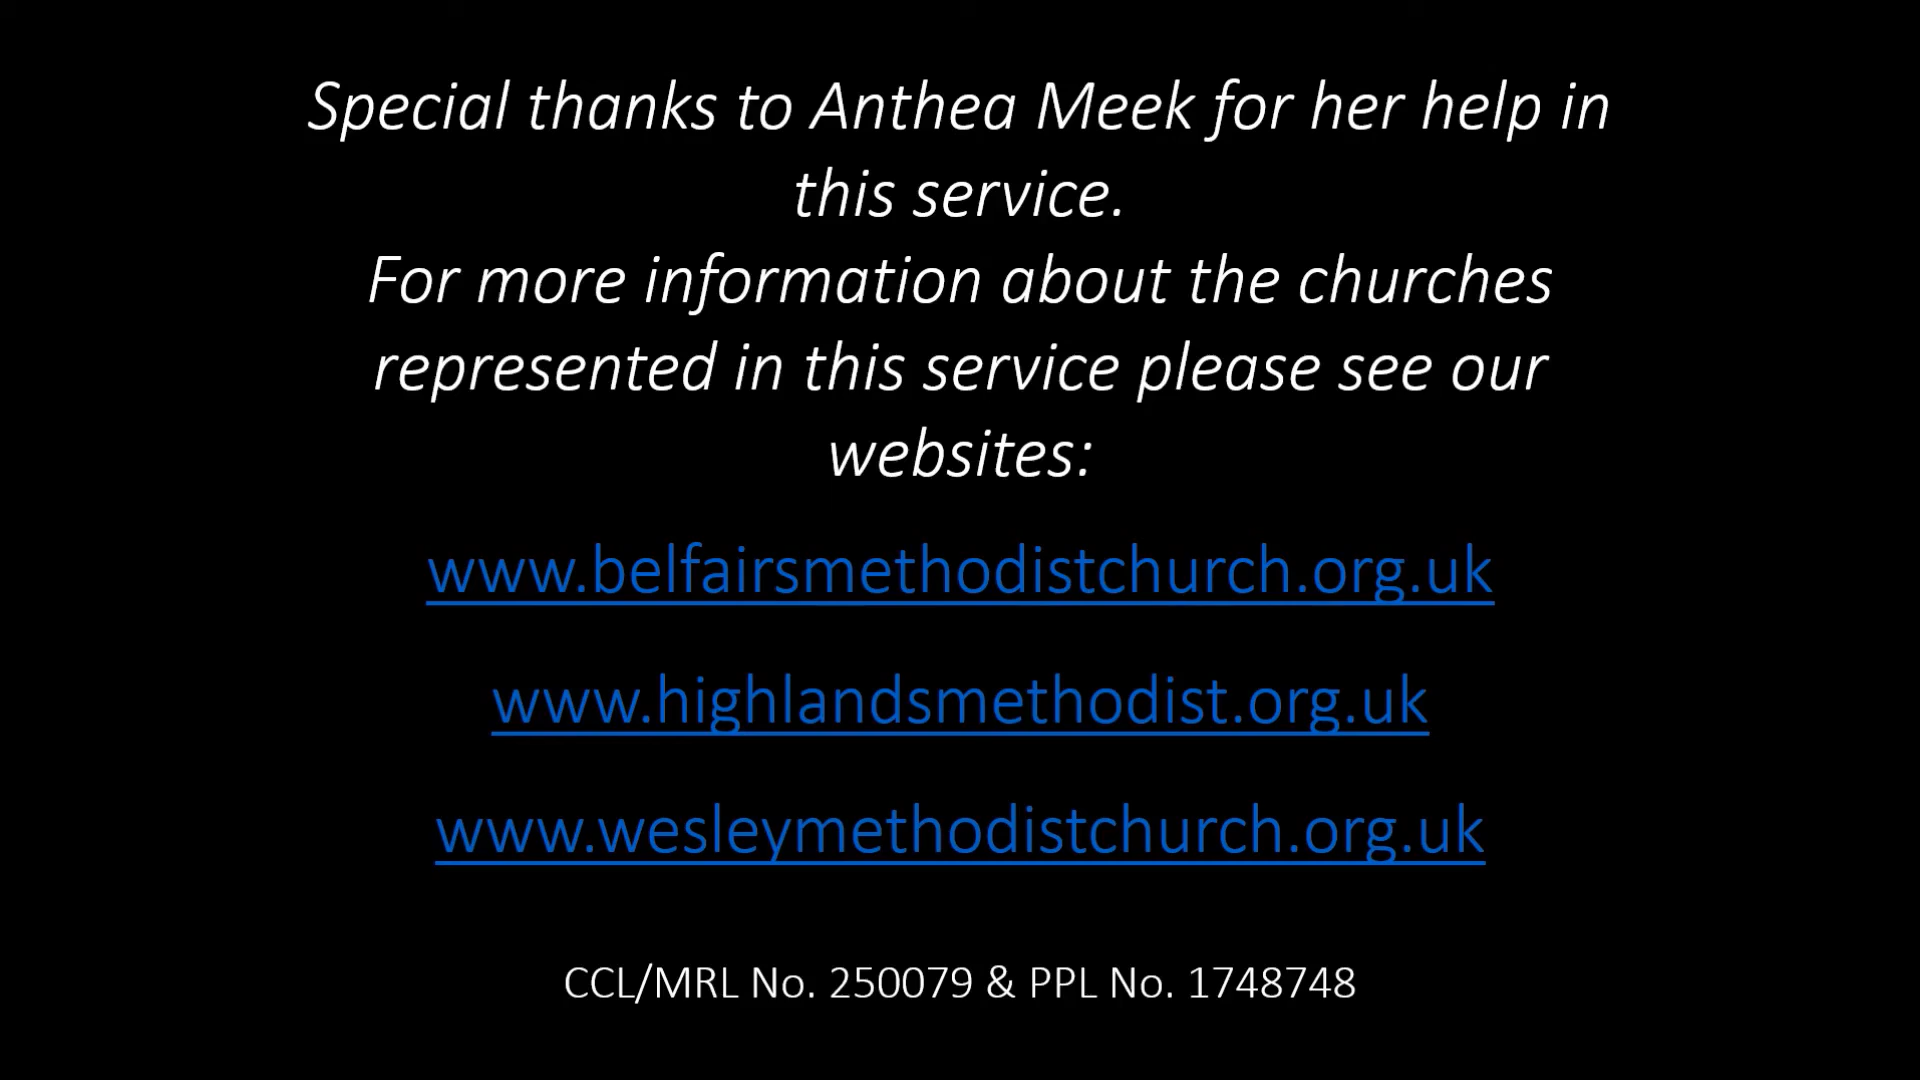 Special thanks to Anthea Meek for her help in
this service.
For more information about the churches
represented in this service please see our
websites:
www.belfairsmethodistchurch.org.uk
www.highlandsmethodist.org.uk
www.wesleymethodistchurch.org.uk
CCL/MRL No. 250079 & PPL No. 1748748